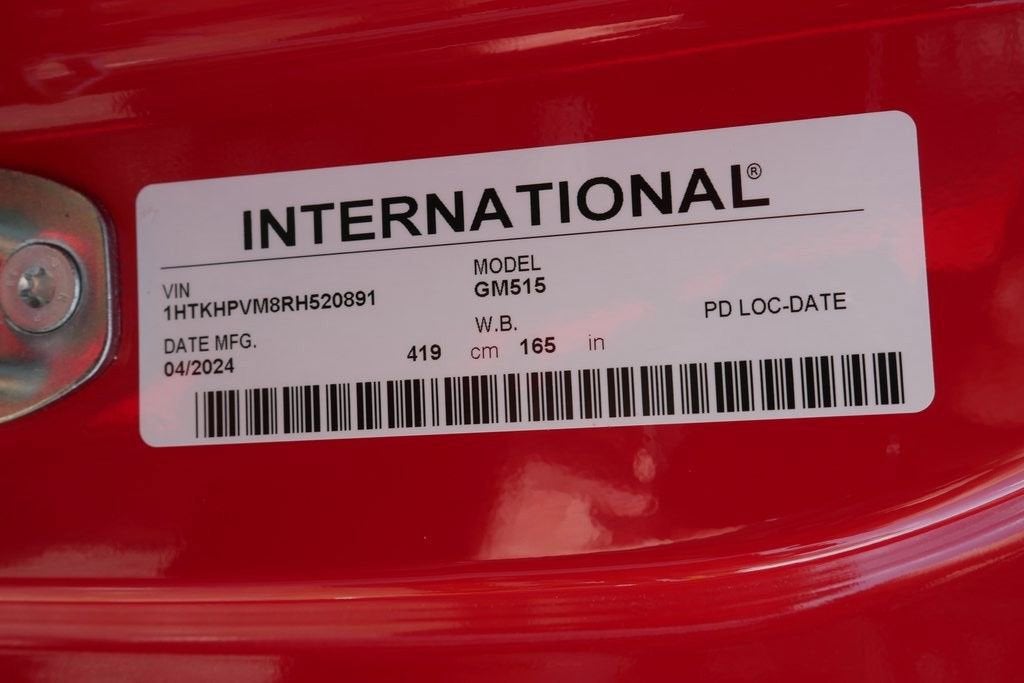 INTERNATIONAL®
VIN
1HTKHPVM8RH520891
MODEL
GM515
DATE MFG.
04/2024
W.B.
419 cm 165 in
PD LOC-DATE